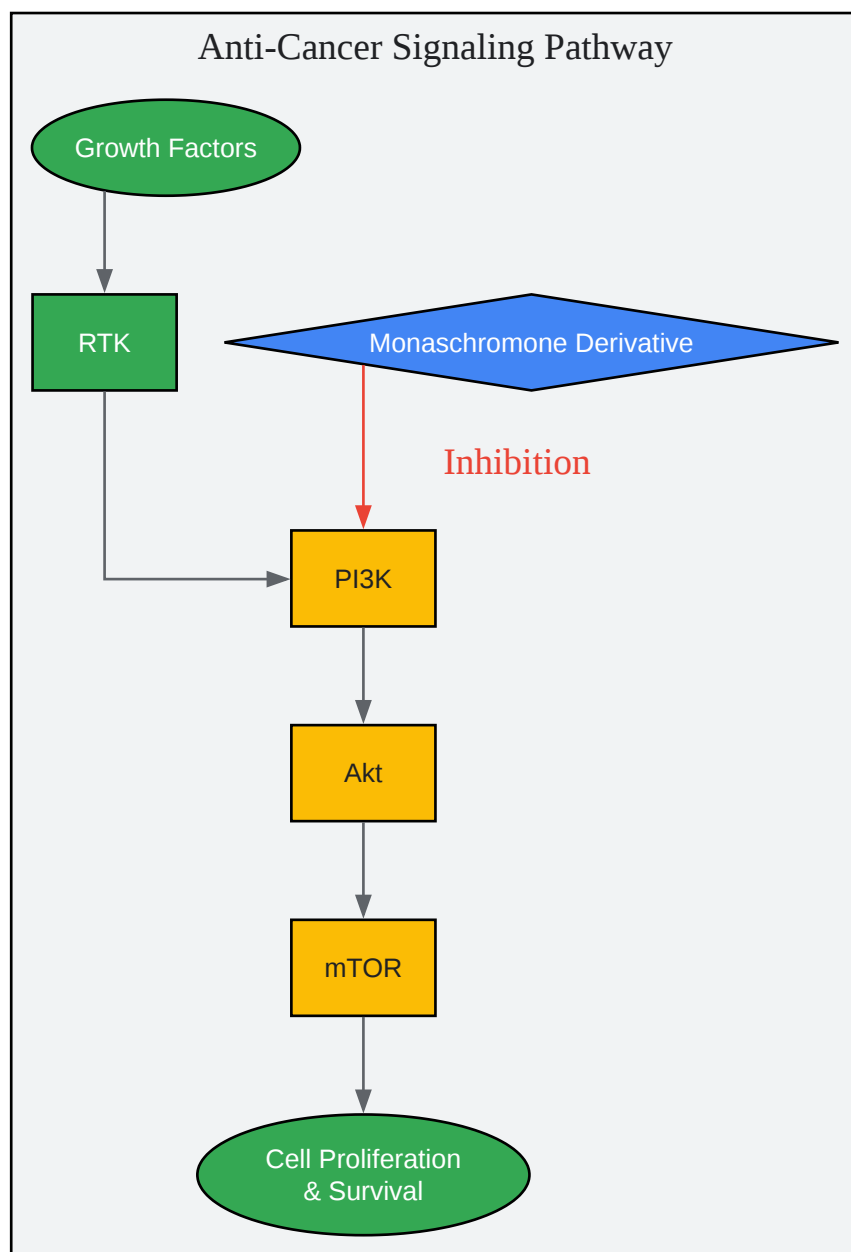 Anti-Cancer Signaling Pathway
Growth Factors
RTK
Monaschromone Derivative
Inhibition
PI3K
Akt
mTOR
Cell Proliferation
& Survival